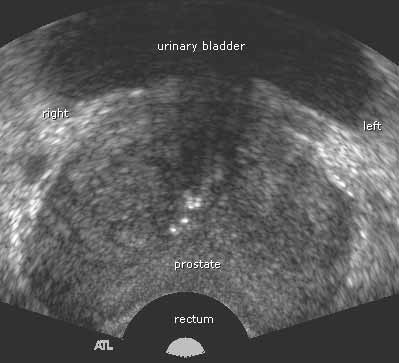 urinary bladder
right
left
prostate
rectum
ATL